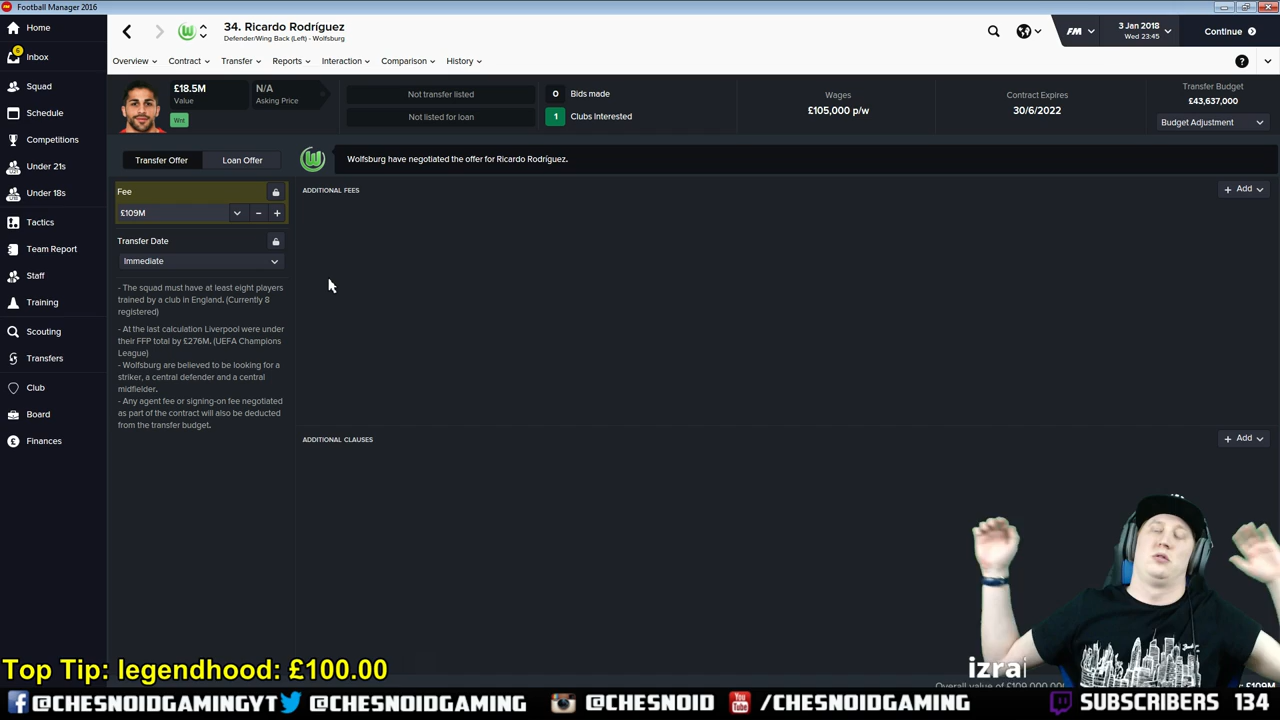 Football Manager 2016
Home
Inbox
6
Squad
Schedule
Competitions
Under 21s
Under 18s
Tactics
Team Report
Staff
Training
Scouting
Transfers
Club
Board
Finances
34. Ricardo Rodríguez
Defender/Wing Back (Left) - Wolfsburg
FM
3 Jan 2018
Wed 23:45
Continue
Overview
Contract
Transfer
Reports
Interaction
Comparison
History
?
£18.5M
Value
Wnt
N/A
Asking Price
Not transfer listed
Not listed for loan
0 Bids made
1 Clubs Interested
Wages
£105,000 p/w
Contract Expires
30/6/2022
Transfer Budget
£43,637,000
Budget Adjustment
Transfer Offer
Loan Offer
Wolfsburg have negotiated the offer for Ricardo Rodríguez.
Fee
£109M
Transfer Date
Immediate
- The squad must have at least eight players
trained by a club in England. (Currently 8
registered)
- At the last calculation Liverpool were under
their FFP total by £276M. (UEFA Champions
League)
- Wolfsburg are believed to be looking for a
striker, a central defender and a central
midfielder.
- Any agent fee or signing-on fee negotiated
as part of the contract will also be deducted
from the transfer budget.
ADDITIONAL FEES
+ Add
ADDITIONAL CLAUSES
+ Add
izrai
Top Tip: legendhood: £100.00
@CHESNOIDGAMINGYT
@CHESNOIDGAMING
@CHESNOID
You Tube
/CHESNOIDGAMING
SUBSCRIBERS 134